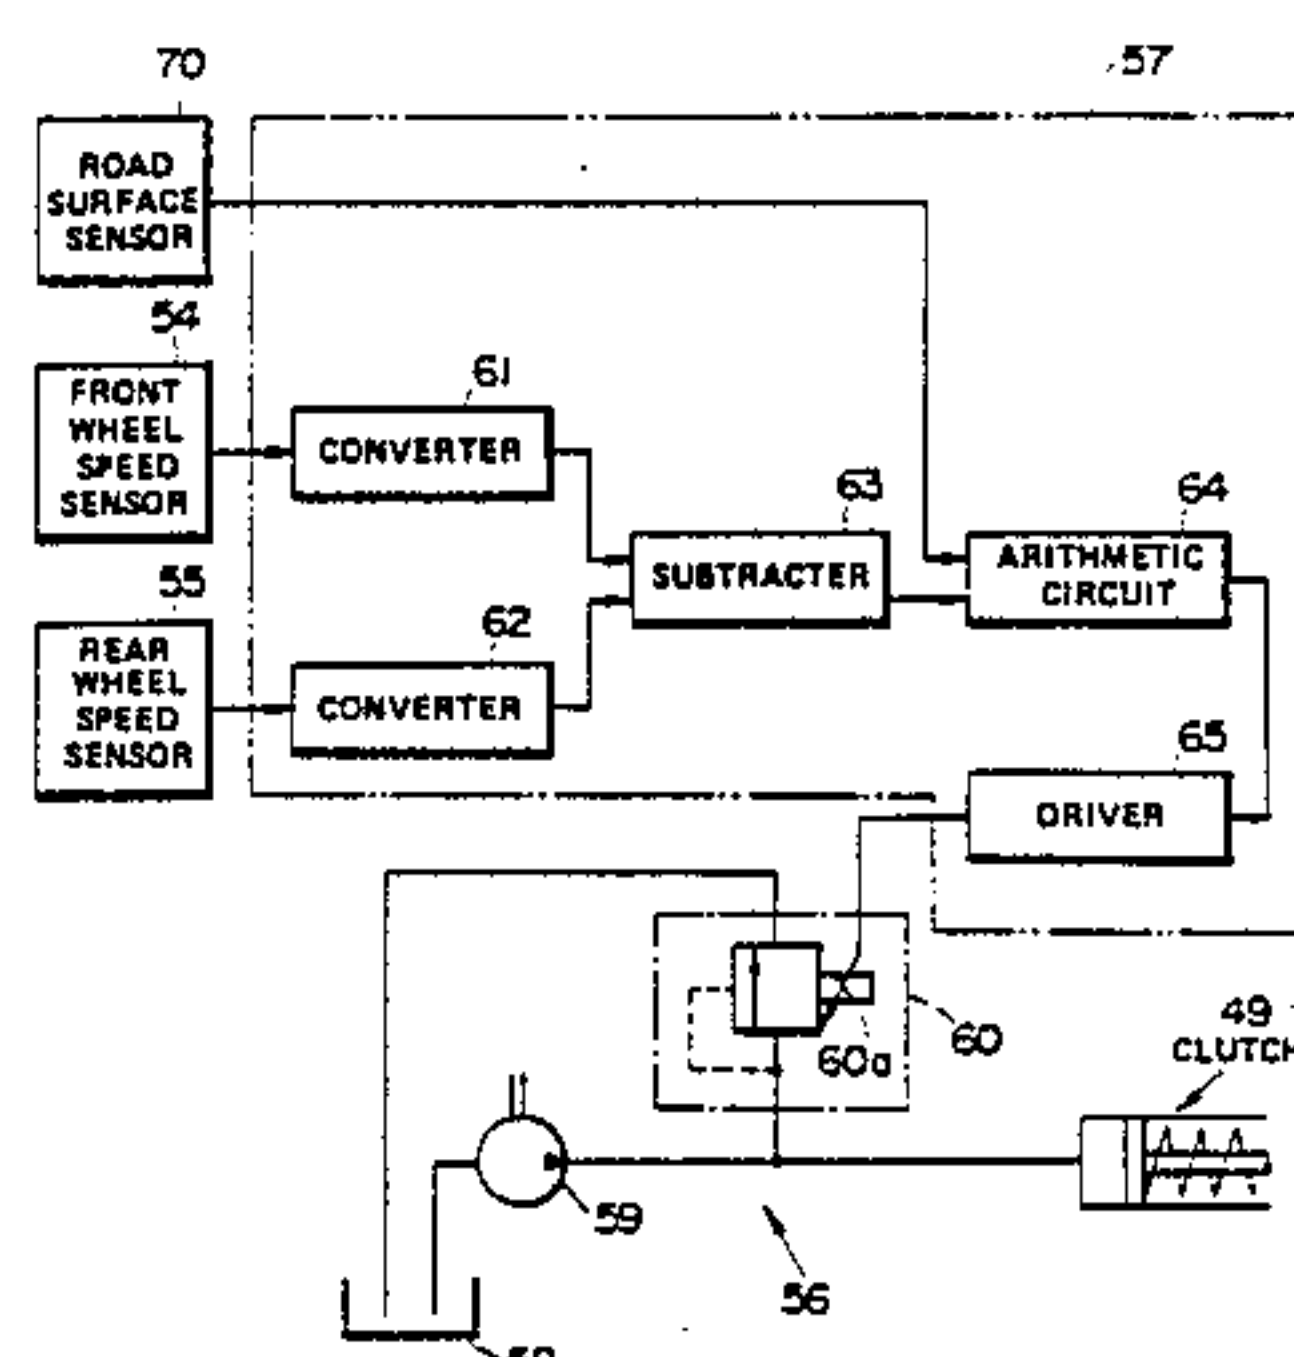 70
57
ROAD
SURFACE
SENSOR
54
FRONT
WHEEL
SPEED
SENSOR
61
CONVERTER
63
SUBTRACTER
64
ARITHMETIC
CIRCUIT
55
REAR
WHEEL
SPEED
SENSOR
62
CONVERTER
65
DRIVER
60a
60
49
CLUTCH
59
56